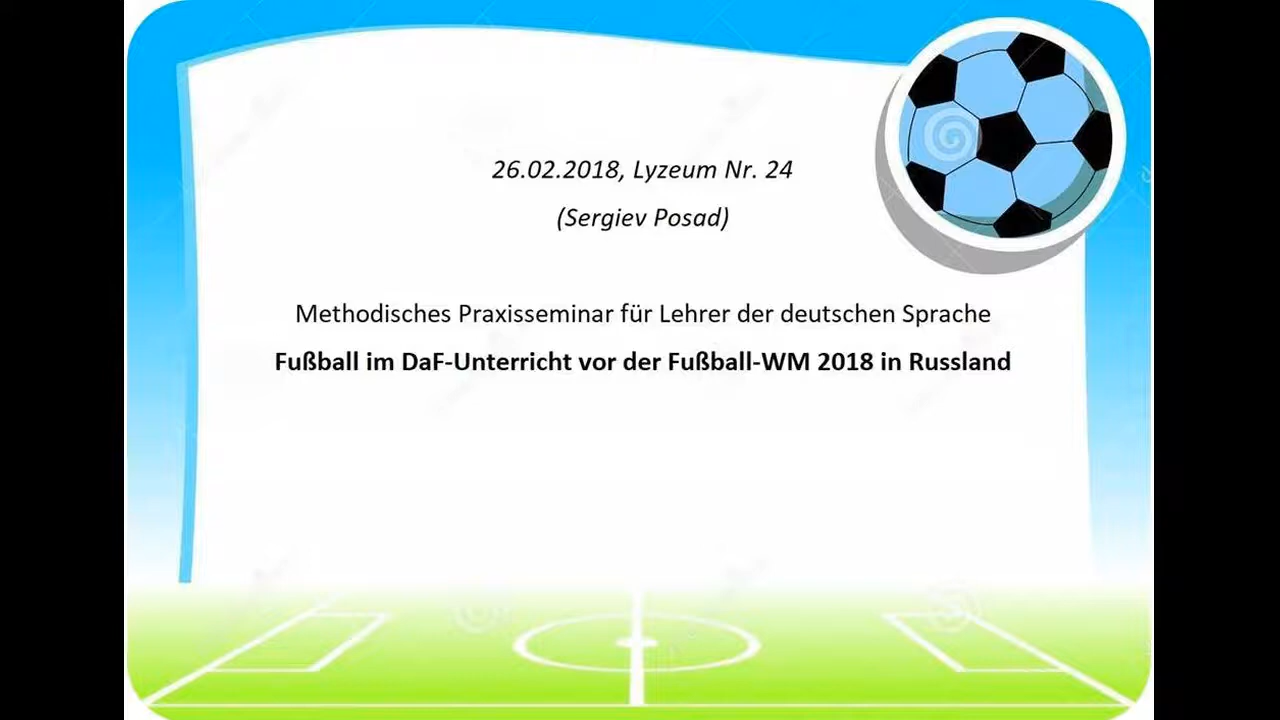 26.02.2018, Lyzeum Nr. 24
(Sergiev Posad)
Methodisches Praxisseminar für Lehrer der deutschen Sprache
Fußball im DaF-Unterricht vor der Fußball-WM 2018 in Russland